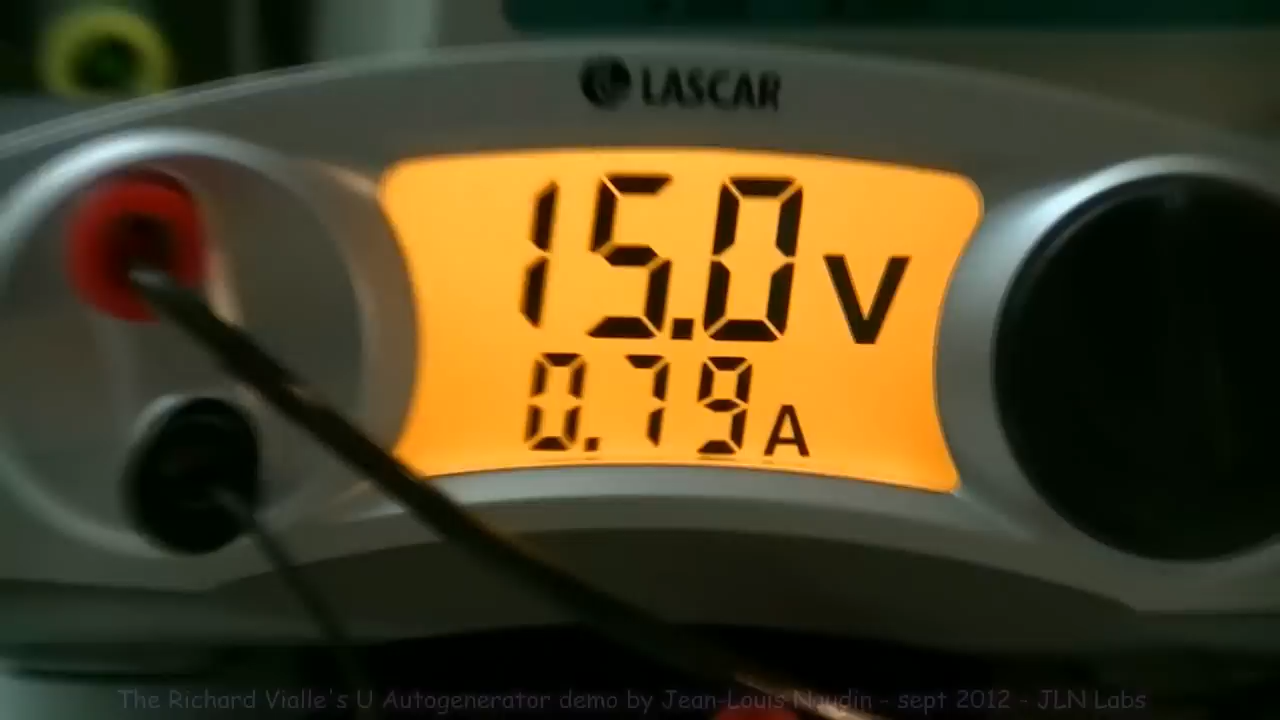 LASCAR
15.0 V
0.79 A
The Richard Vialle's U Autogenerator demo by Jean-Louis Naudin - sept 2012 - JLN Labs